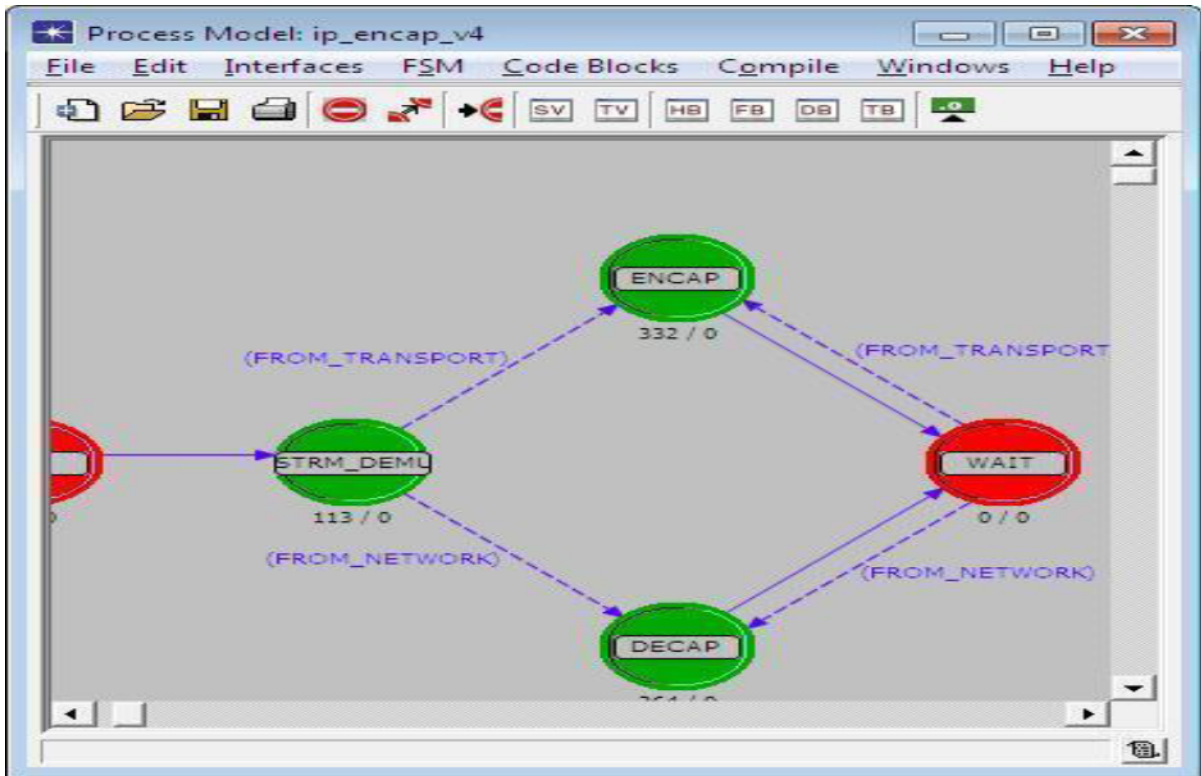 Process Model: ip_encap_v4
File Edit Interfaces FSM Code Blocks Compile Windows Help
SV TV HB FB DB TB
ENCAP
332 / 0
(FROM_TRANSPORT)
(FROM_TRANSPORT
STRM_DEMU
WAIT
113 / 0
0 / 0
(FROM_NETWORK)
(FROM_NETWORK)
DECAP